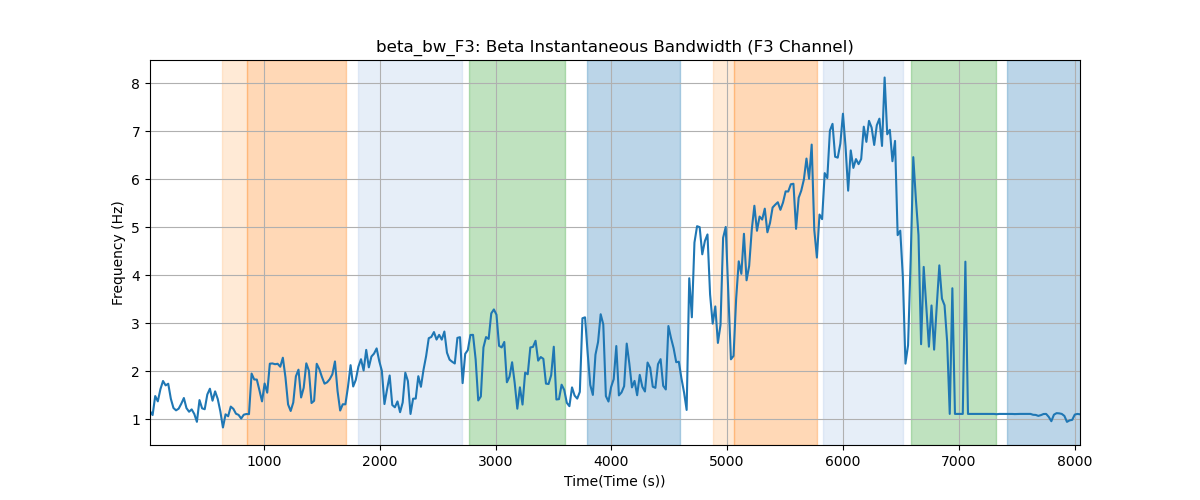 beta_bw_F3: Beta Instantaneous Bandwidth (F3 Channel)
Frequency (Hz)
8
7
6
5
4
3
2
1
1000 2000 3000 4000 5000 6000 7000 8000
Time(Time (s))